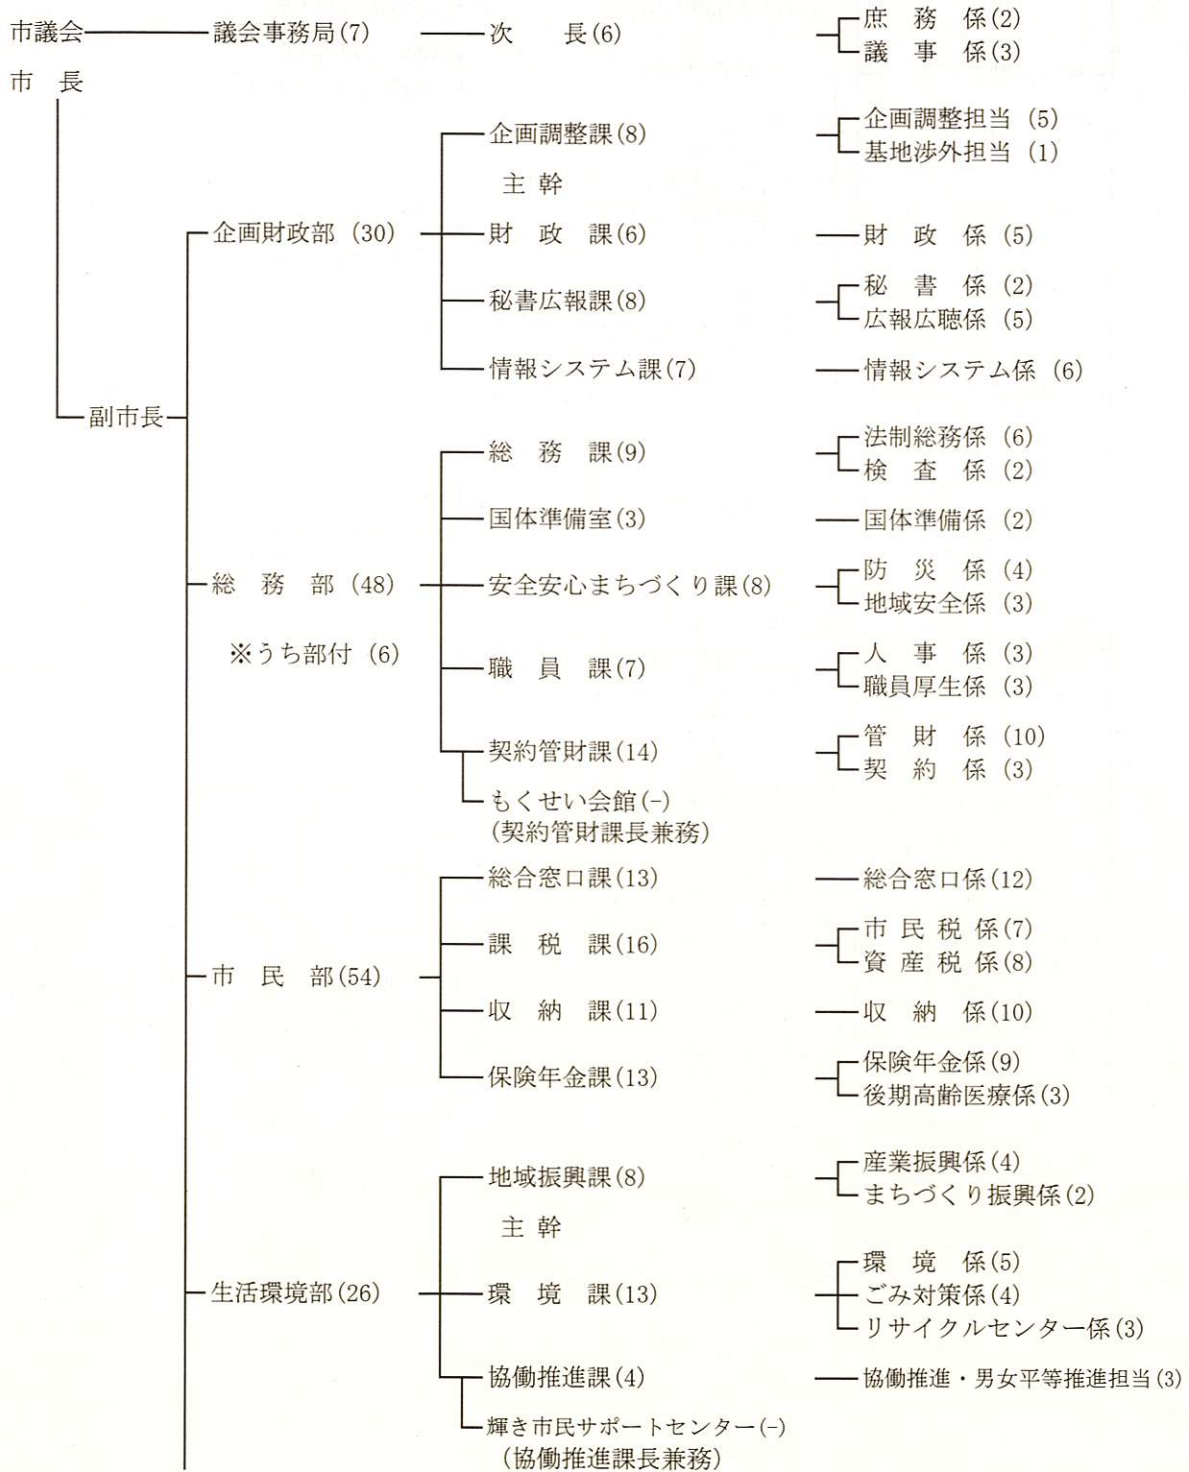 市議会 議会事務局(7) 次 長(6) 庶 務 係(2)
議 事 係(3)
市 長
企画調整課(8) 企画調整担当 (5)
基地渉外担当 (1)
主 幹
企画財政部 (30) 財 政 課(6) 財 政 係 (5)
秘書広報課(8) 秘 書 係 (2)
広報広聴係 (5)
情報システム課(7) 情報システム係 (6)
副市長
総 務 課(9) 法制総務係 (6)
検 査 係 (2)
国体準備室(3) 国体準備係 (2)
総 務 部 (48) 安全安心まちづくり課(8) 防 災 係 (4)
地域安全係 (3)
※うち部付 (6)
職 員 課(7) 人 事 係 (3)
職員厚生係 (3)
契約管財課(14) 管 財 係 (10)
契 約 係 (3)
もくせい会館(-)
(契約管財課長兼務)
総合窓口課(13) 総合窓口係(12)
課 税 課(16) 市 民 税 係(7)
資 産 税 係(8)
市 民 部(54)
収 納 課(11) 収 納 係(10)
保険年金課(13) 保険年金係(9)
後期高齢医療係(3)
地域振興課(8) 産業振興係(4)
まちづくり振興係(2)
主 幹
生活環境部(26) 環 境 課(13) 環 境 係(5)
ごみ対策係(4)
リサイクルセンター係(3)
協働推進課(4) 協働推進・男女平等推進担当(3)
輝き市民サポートセンター(-)
(協働推進課長兼務)